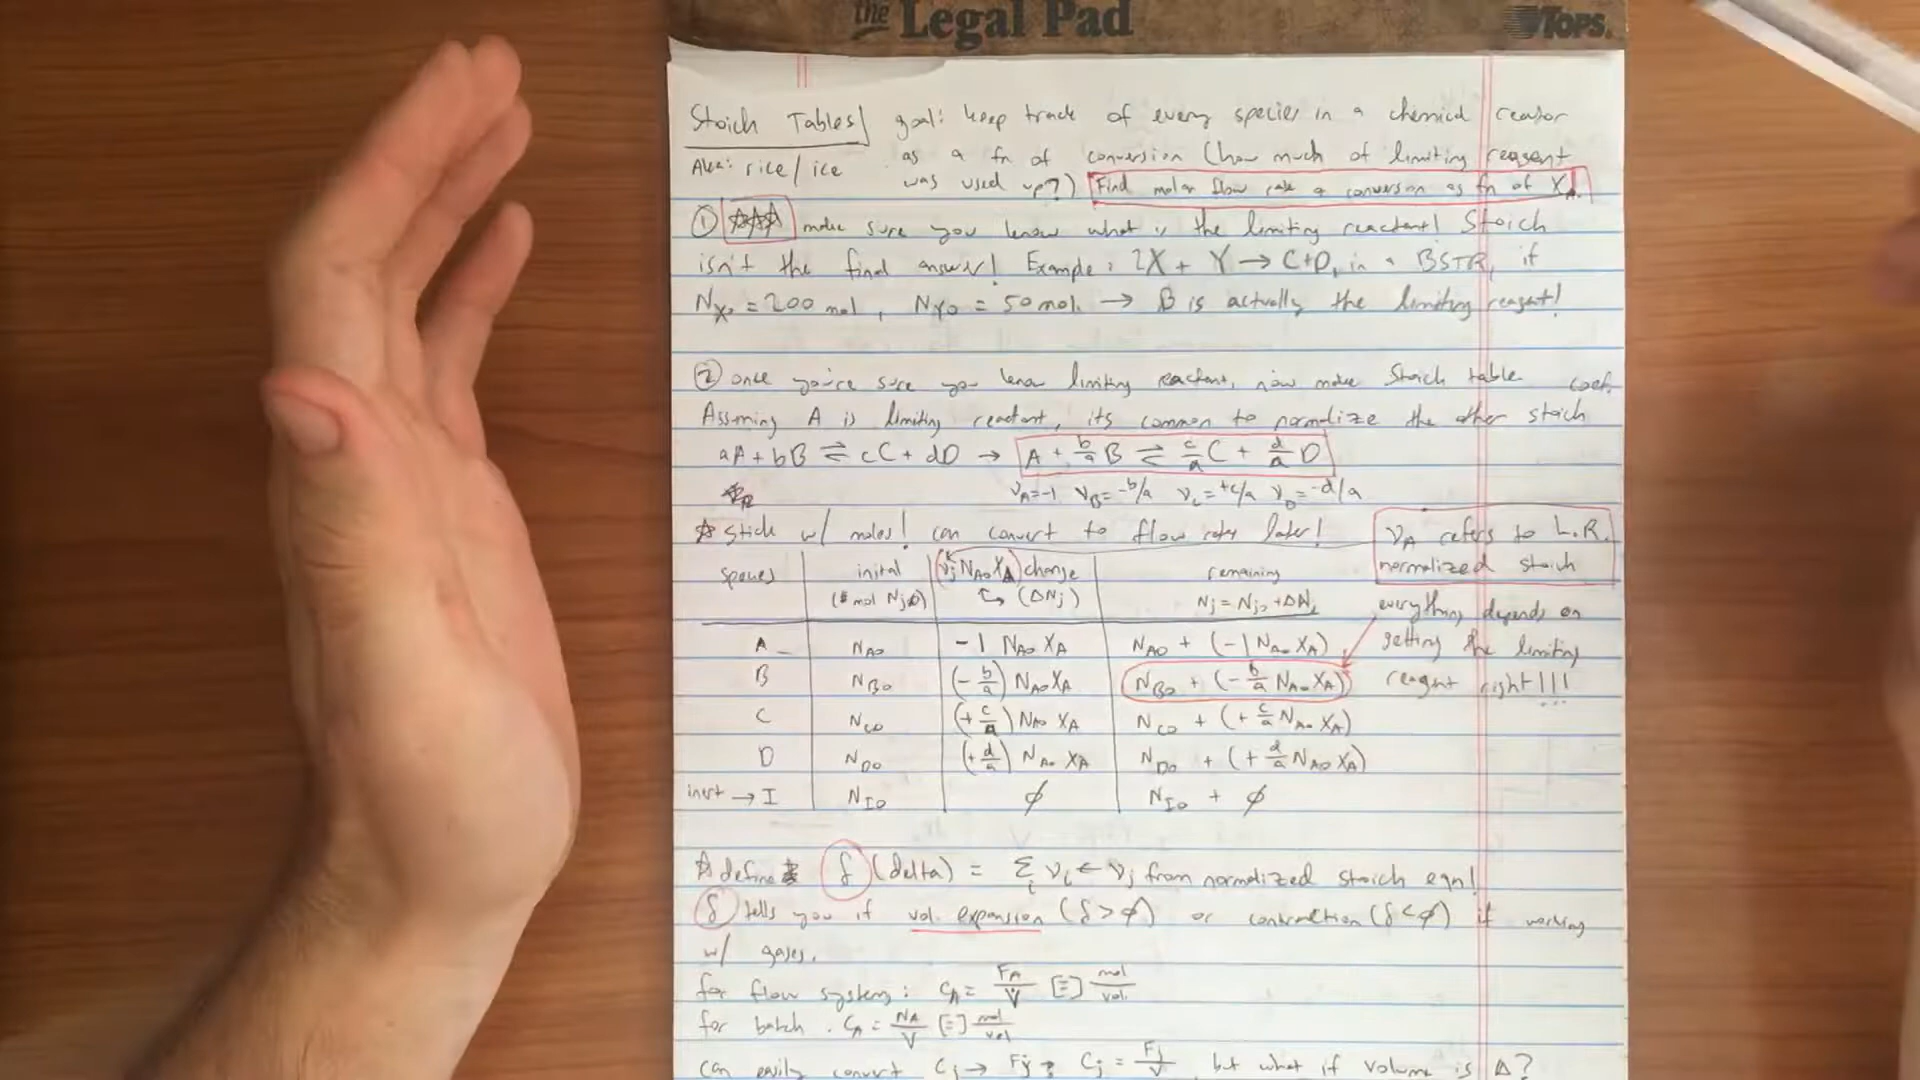 the Legal Pad TOPS.
Stoich Tables goal: keep track of every species in a chemical reactor
Aka: rice/ice as a fn of conversion (how much of limiting reagent
was used up?) Find molar flow rate @ conversion as fn of XA.
① ☆☆☆ make sure you know what is the limiting reactant! Stoich
isn't the final answer! Example: 2X + Y → C+D, in a BSTR, if
NX0 = 200 mol, NY0 = 50 mol. → B is actually the limiting reagent!
② once you're sure you know limiting reactant, now make Stoich table
Assuming A is limiting reactant, its common to normalize the other stoich coef.
aA + bB ⇌ cC + dD → A + b/a B ⇌ c/a C + d/a D
νA=-1 νB=-b/a νC=+c/a νD=-d/a
☆ stick w/ moles! can convert to flow rates later!
νA refers to L.R.
normalized stoich
species inital (# mol Nj0) νj NA0 XA change ↳ (ΔNj) remaining Nj = Nj0 + ΔNj
everything depends on
getting the limiting
reagent right!!!
A NA0 -1 NA0 XA NA0 + (-1 NA0 XA)
B NB0 (-b/a) NA0 XA NB0 + (-b/a NA0 XA)
C NC0 (+c/a) NA0 XA NC0 + (+c/a NA0 XA)
D ND0 (+d/a) NA0 XA ND0 + (+d/a NA0 XA)
inert → I NI0 ϕ NI0 + ϕ
☆ define δ (delta) = Σi νi ← νj from normalized stoich eqn!
δ tells you if vol. expansion (δ>ϕ) or contraction (δ<ϕ) if working
w/ gases.
for flow system: CA = FA/V̇ [≡] mol/vol.
for batch. CA = NA/V [≡] mol/vol
can easily convert Cj → Fj: Cj = Fj/V̇, but what if volume is Δ?